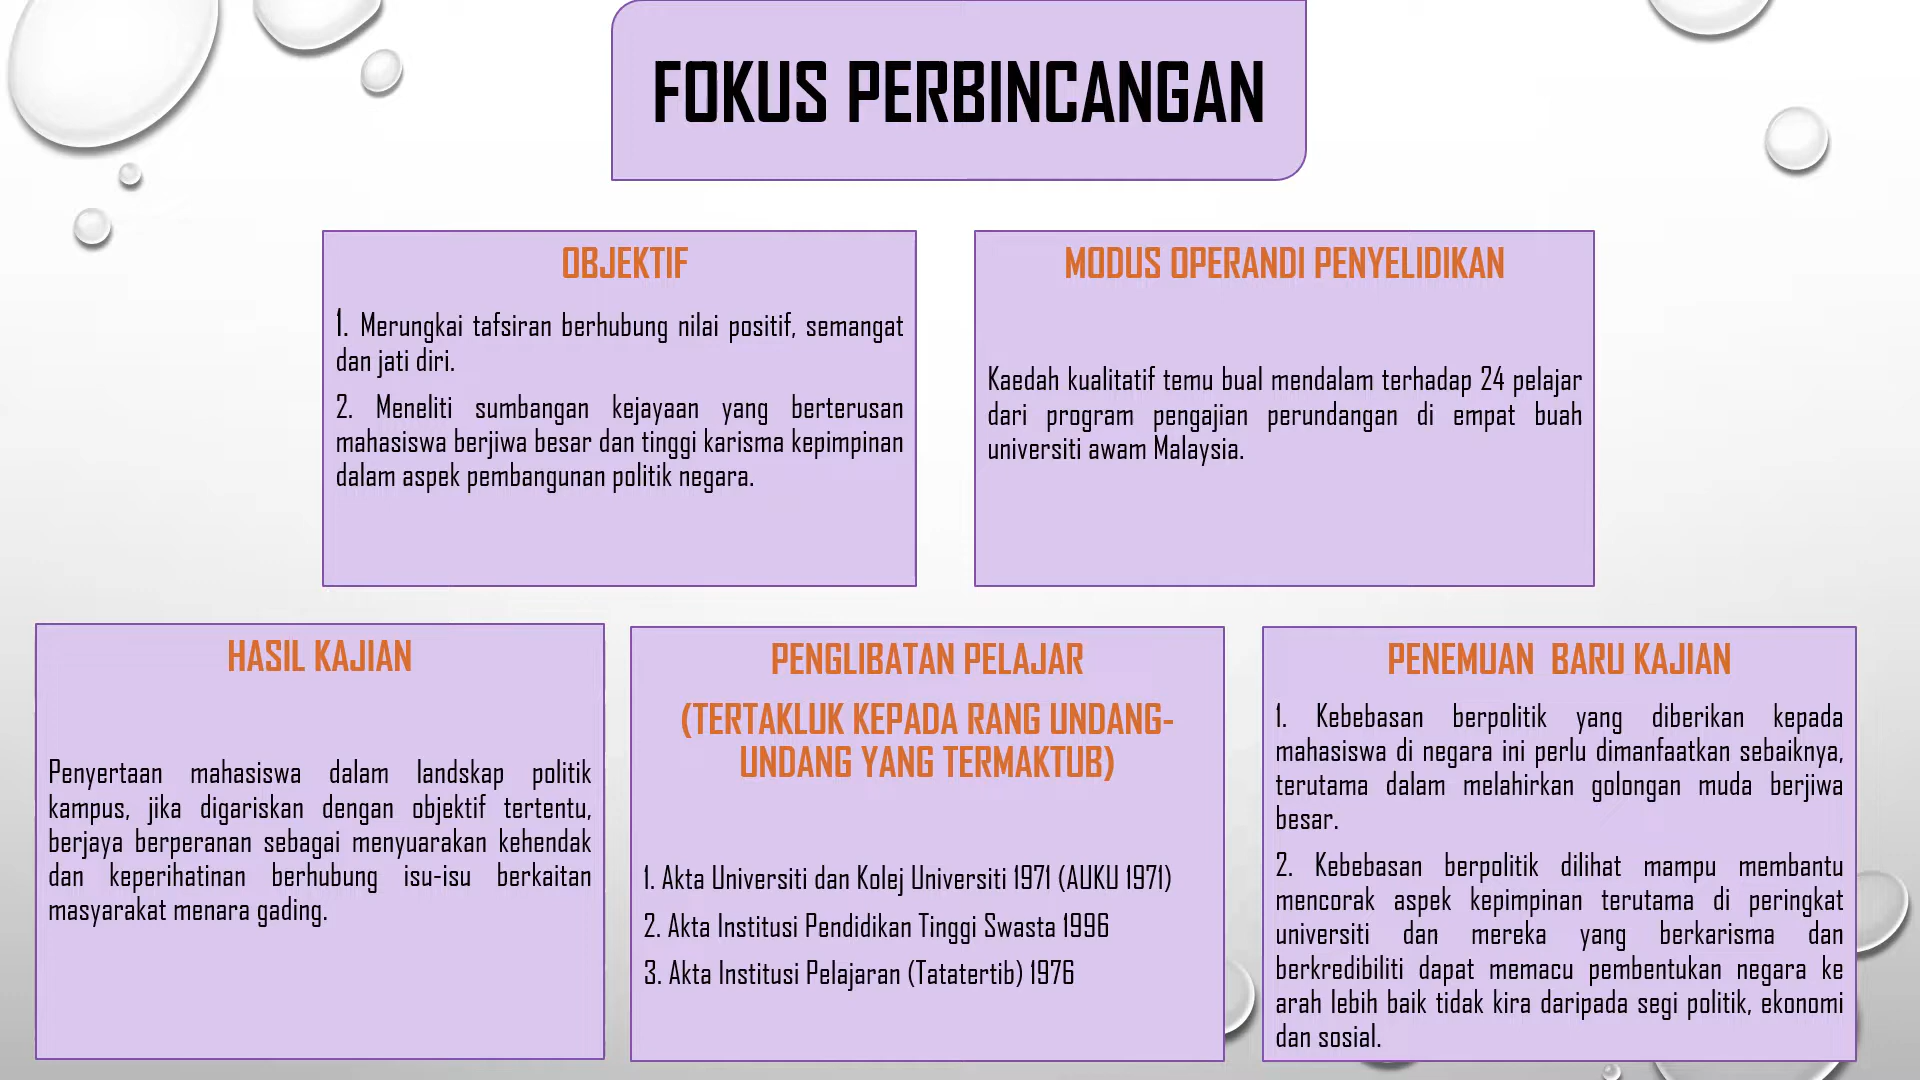 FOKUS PERBINCANGAN
OBJEKTIF
1. Merungkai tafsiran berhubung nilai positif, semangat
dan jati diri.
2. Meneliti sumbangan kejayaan yang berterusan
mahasiswa berjiwa besar dan tinggi karisma kepimpinan
dalam aspek pembangunan politik negara.
MODUS OPERANDI PENYELIDIKAN
Kaedah kualitatif temu bual mendalam terhadap 24 pelajar
dari program pengajian perundangan di empat buah
universiti awam Malaysia.
HASIL KAJIAN
Penyertaan mahasiswa dalam landskap politik
kampus, jika digariskan dengan objektif tertentu,
berjaya berperanan sebagai menyuarakan kehendak
dan keperihatinan berhubung isu-isu berkaitan
masyarakat menara gading.
PENGLIBATAN PELAJAR
(TERTAKLUK KEPADA RANG UNDANG-
UNDANG YANG TERMAKTUB)
1. Akta Universiti dan Kolej Universiti 1971 (AUKU 1971)
2. Akta Institusi Pendidikan Tinggi Swasta 1996
3. Akta Institusi Pelajaran (Tatatertib) 1976
PENEMUAN BARU KAJIAN
1. Kebebasan berpolitik yang diberikan kepada
mahasiswa di negara ini perlu dimanfaatkan sebaiknya,
terutama dalam melahirkan golongan muda berjiwa
besar.
2. Kebebasan berpolitik dilihat mampu membantu
mencorak aspek kepimpinan terutama di peringkat
universiti dan mereka yang berkarisma dan
berkredibiliti dapat memacu pembentukan negara ke
arah lebih baik tidak kira daripada segi politik, ekonomi
dan sosial.